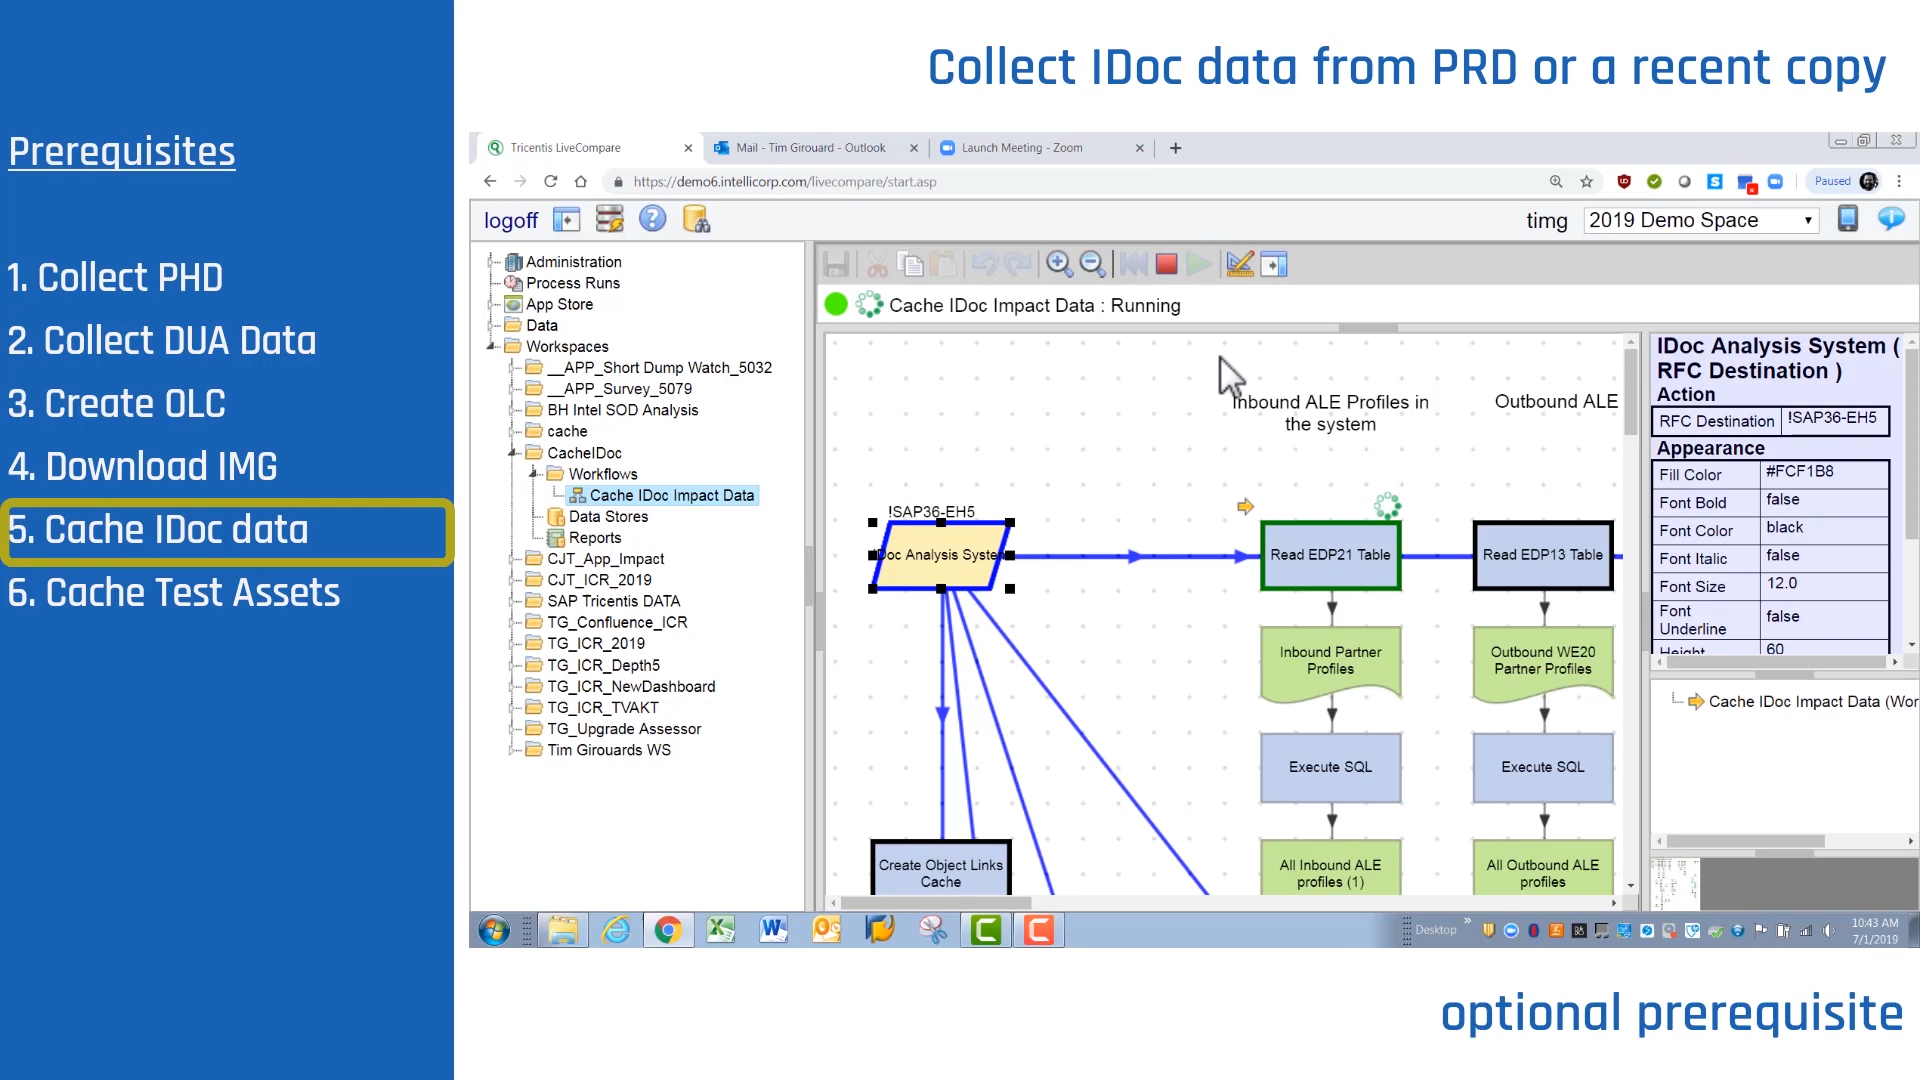 Collect IDoc data from PRD or a recent copy
Prerequisites
1. Collect PHD
2. Collect DUA Data
3. Create OLC
4. Download IMG
5. Cache IDoc data
6. Cache Test Assets
Tricentis LiveCompare
Mail - Tim Girouard - Outlook
Launch Meeting - Zoom
https://demo6.intellicorp.com/livecompare/start.asp
Paused
logoff
timg
2019 Demo Space
Administration
Process Runs
App Store
Data
Workspaces
__APP_Short Dump Watch_5032
__APP_Survey_5079
BH Intel SOD Analysis
cache
CacheIDoc
Workflows
Cache IDoc Impact Data
Data Stores
Reports
CJT_App_Impact
CJT_ICR_2019
SAP Tricentis DATA
TG_Confluence_ICR
TG_ICR_2019
TG_ICR_Depth5
TG_ICR_NewDashboard
TG_ICR_TVAKT
TG_Upgrade Assessor
Tim Girouards WS
Cache IDoc Impact Data : Running
Inbound ALE Profiles in
the system
Outbound ALE
!SAP36-EH5
IDoc Analysis System
Read EDP21 Table
Read EDP13 Table
Inbound Partner
Profiles
Outbound WE20
Partner Profiles
Execute SQL
Execute SQL
Create Object Links
Cache
All Inbound ALE
profiles (1)
All Outbound ALE
profiles
IDoc Analysis System (
RFC Destination )
Action
RFC Destination !SAP36-EH5
Appearance
Fill Color #FCF1B8
Font Bold false
Font Color black
Font Italic false
Font Size 12.0
Font
Underline false
Height 60
Cache IDoc Impact Data (Wor
Desktop
10:43 AM
7/1/2019
optional prerequisite